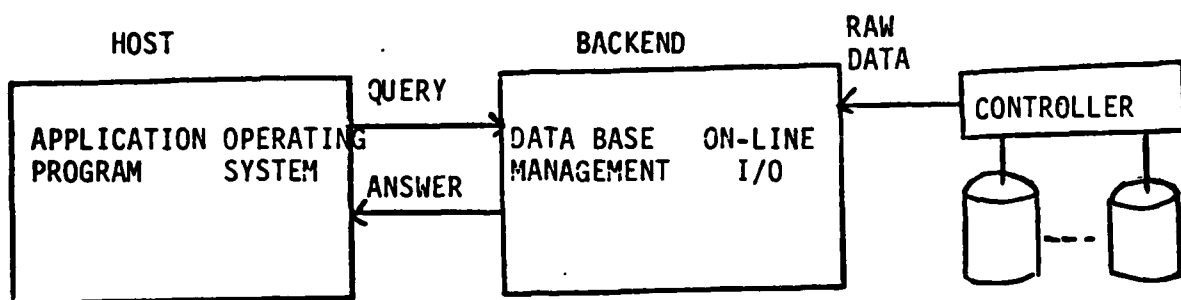 HOST
BACKEND
RAW
DATA
QUERY
CONTROLLER
APPLICATION OPERATING
PROGRAM SYSTEM
DATA BASE ON-LINE
MANAGEMENT I/O
ANSWER